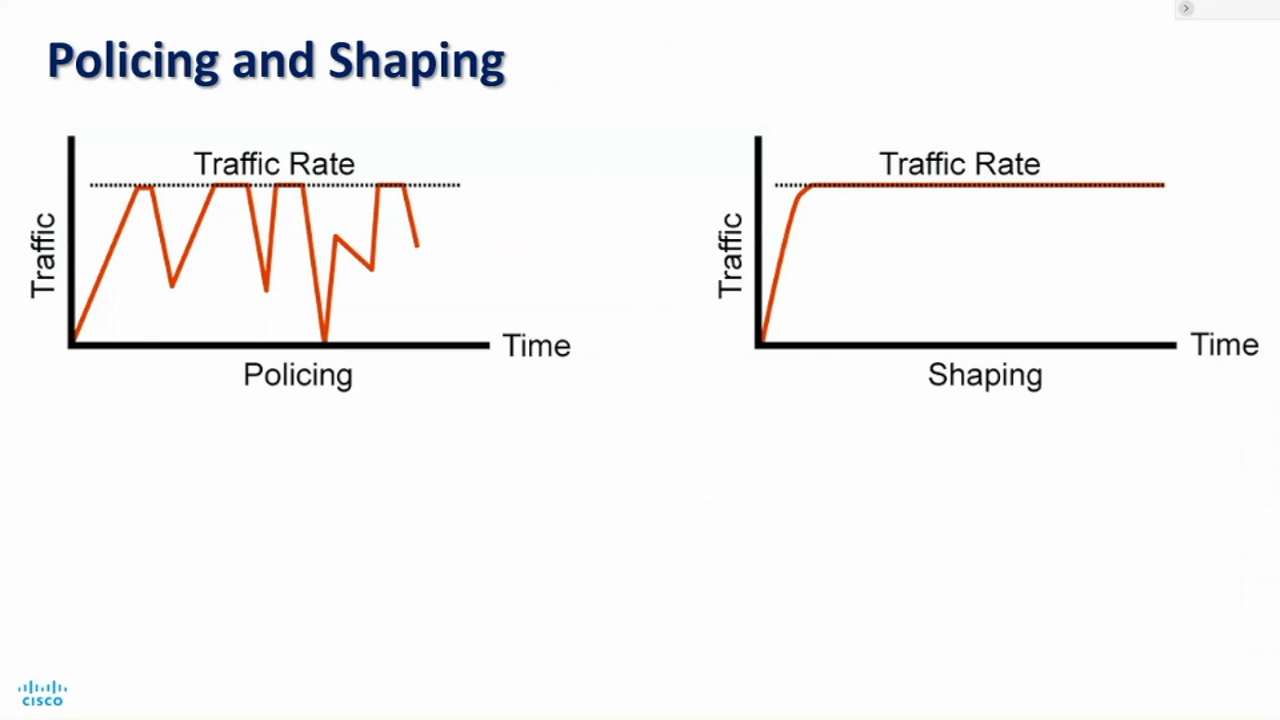 Policing and Shaping
Traffic Rate
Traffic
Time
Policing
Traffic Rate
Traffic
Time
Shaping
CISCO